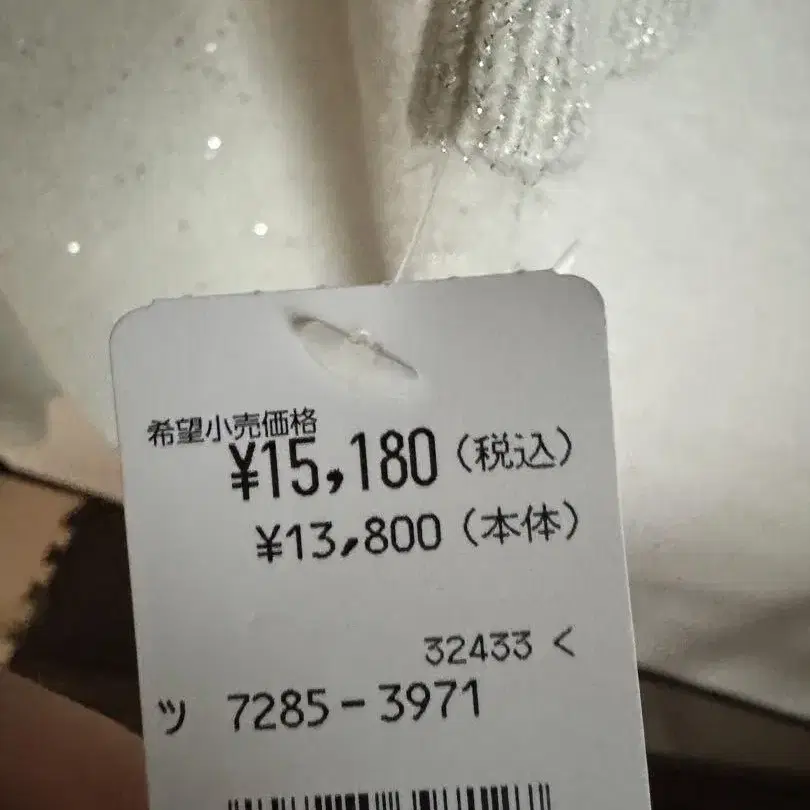 希望小売価格
¥15,180（税込）
¥13,800（本体）
32433 <
ツ 7285-3971